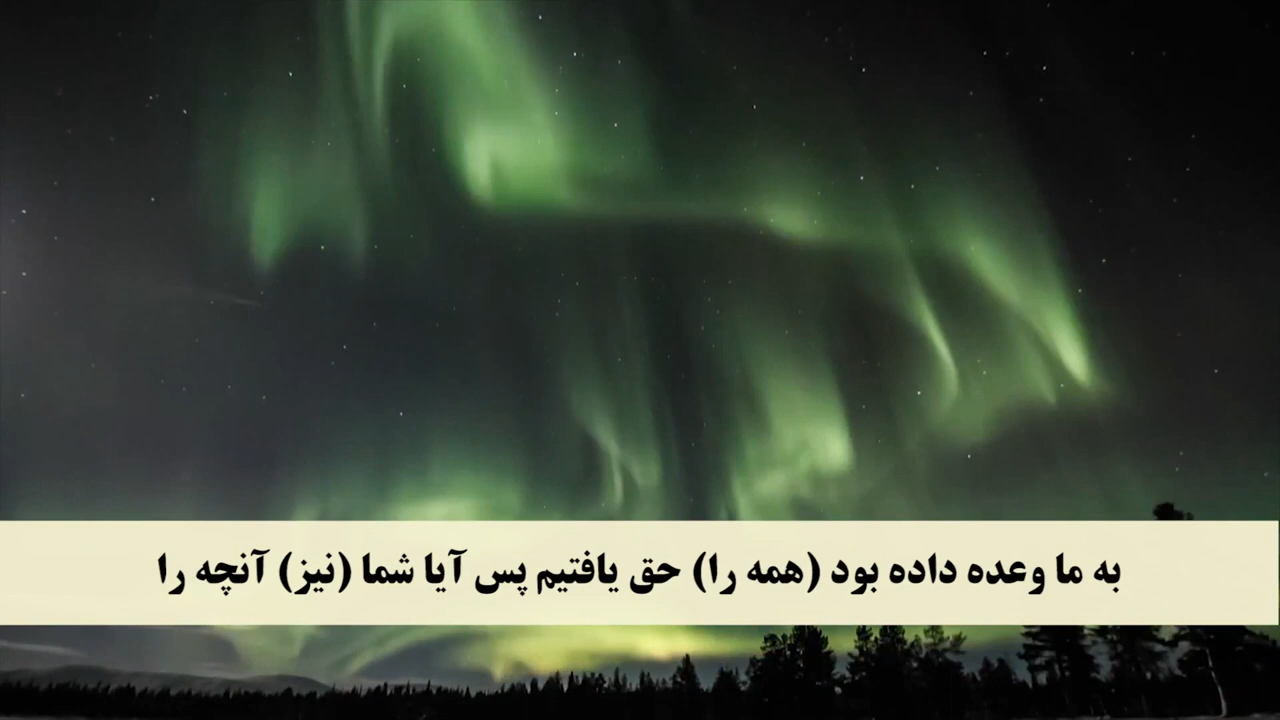 به ما وعده داده بود (همه را) حق یافتیم پس آیا شما (نیز) آنچه را